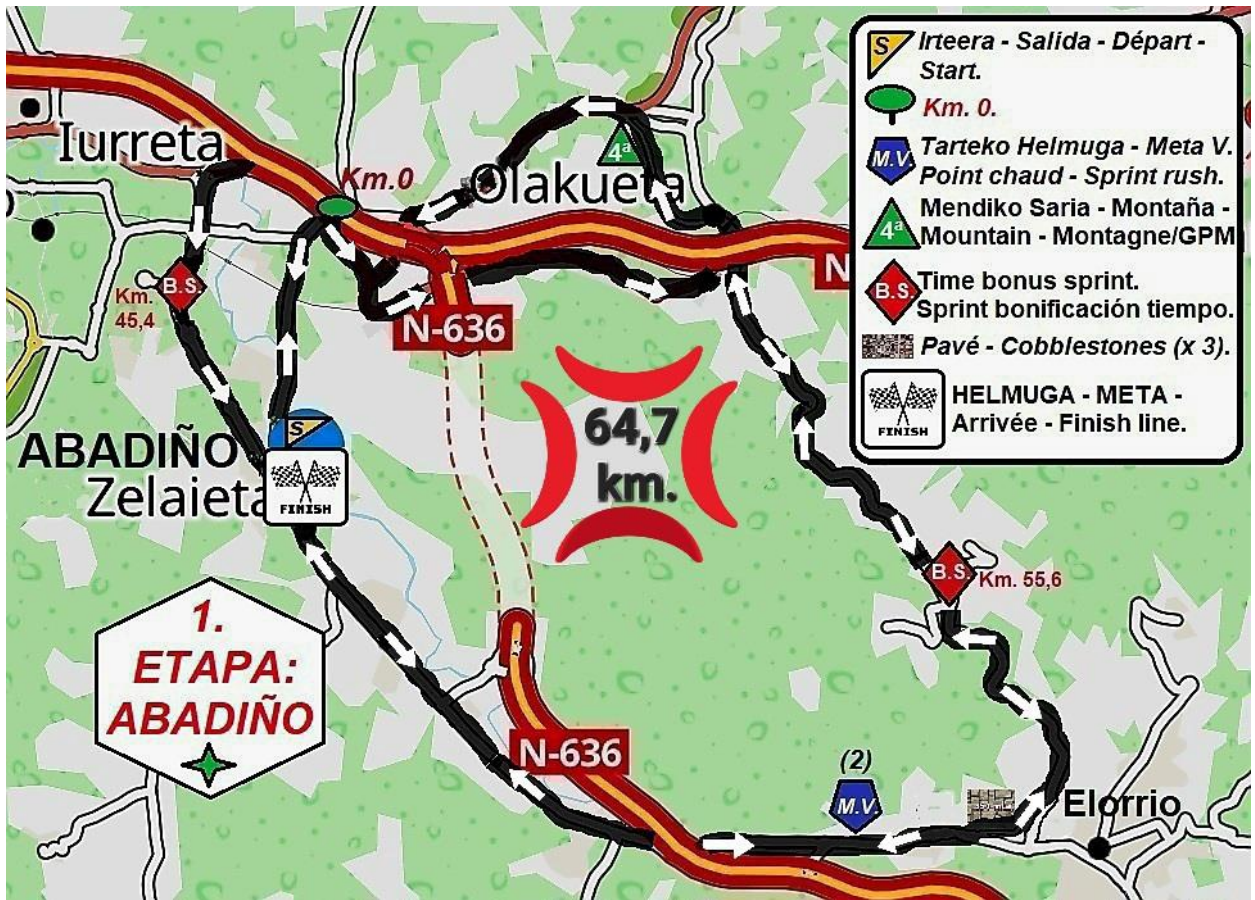 Iurreta
Km.0
Olakueta
4ª
B.S.
Km.
45,4
N-636
N
64,7
km.
S
ABADIÑO
Zelaieta
FINISH
B.S.
Km. 55,6
1.
ETAPA:
ABADIÑO
N-636
(2)
M.V.
Elorrio
S
Irteera - Salida - Départ -
Start.
Km. 0.
M.V.
Tarteko Helmuga - Meta V.
Point chaud - Sprint rush.
4ª
Mendiko Saria - Montaña -
Mountain - Montagne/GPM
B.S.
Time bonus sprint.
Sprint bonificación tiempo.
Pavé - Cobblestones (x 3).
FINISH
HELMUGA - META -
Arrivée - Finish line.